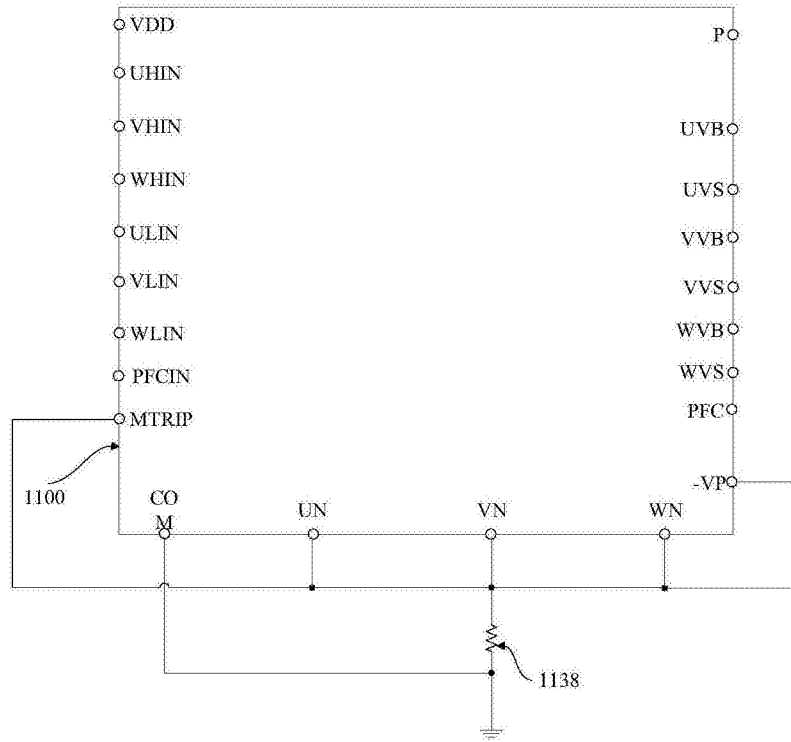 VDD
UHIN
VHIN
WHIN
ULIN
VLIN
WLIN
PFCIN
MTRIP
1100
P
UVB
UVS
VVB
VVS
WVB
WVS
PFC
-VP
CO
M
UN
VN
WN
1138